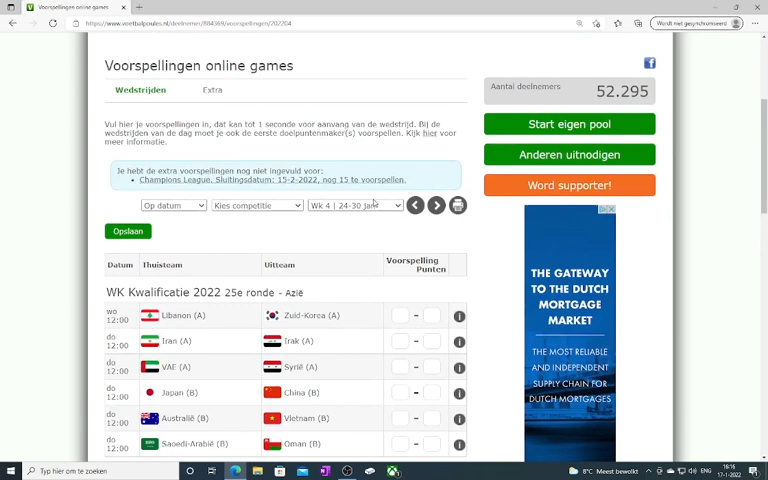 Voorspellingen online games
https://www.voetbalpoules.nl/deelnemer/884369/voorspellingen/202204
Wordt niet gesynchroniseerd
Voorspellingen online games
Wedstrijden Extra
Vul hier je voorspellingen in, dat kan tot 1 seconde voor aanvang van de wedstrijd. Bij de
wedstrijden van de dag moet je ook de eerste doelpuntenmaker(s) voorspellen. Kijk hier voor
meer informatie.
Je hebt de extra voorspellingen nog niet ingevuld voor:
Champions League. Sluitingsdatum: 15-2-2022, nog 15 te voorspellen.
Op datum Kies competitie Wk 4 | 24-30 jan
Opslaan
Datum Thuisteam Uitteam Voorspelling
Punten
WK Kwalificatie 2022 25e ronde - Azië
wo
12:00 Libanon (A) Zuid-Korea (A) - i
do
12:00 Iran (A) Irak (A) - i
do
12:00 VAE (A) Syrië (A) - i
do
12:00 Japan (B) China (B) - i
do
12:00 Australië (B) Vietnam (B) - i
do
12:00 Saoedi-Arabië (B) Oman (B) - i
f
Aantal deelnemers 52.295
Start eigen pool
Anderen uitnodigen
Word supporter!
THE GATEWAY
TO THE DUTCH
MORTGAGE
MARKET
THE MOST RELIABLE
AND INDEPENDENT
SUPPLY CHAIN FOR
DUTCH MORTGAGES
Typ hier om te zoeken
8°C Meest bewolkt
ENG
16:16
17-1-2022